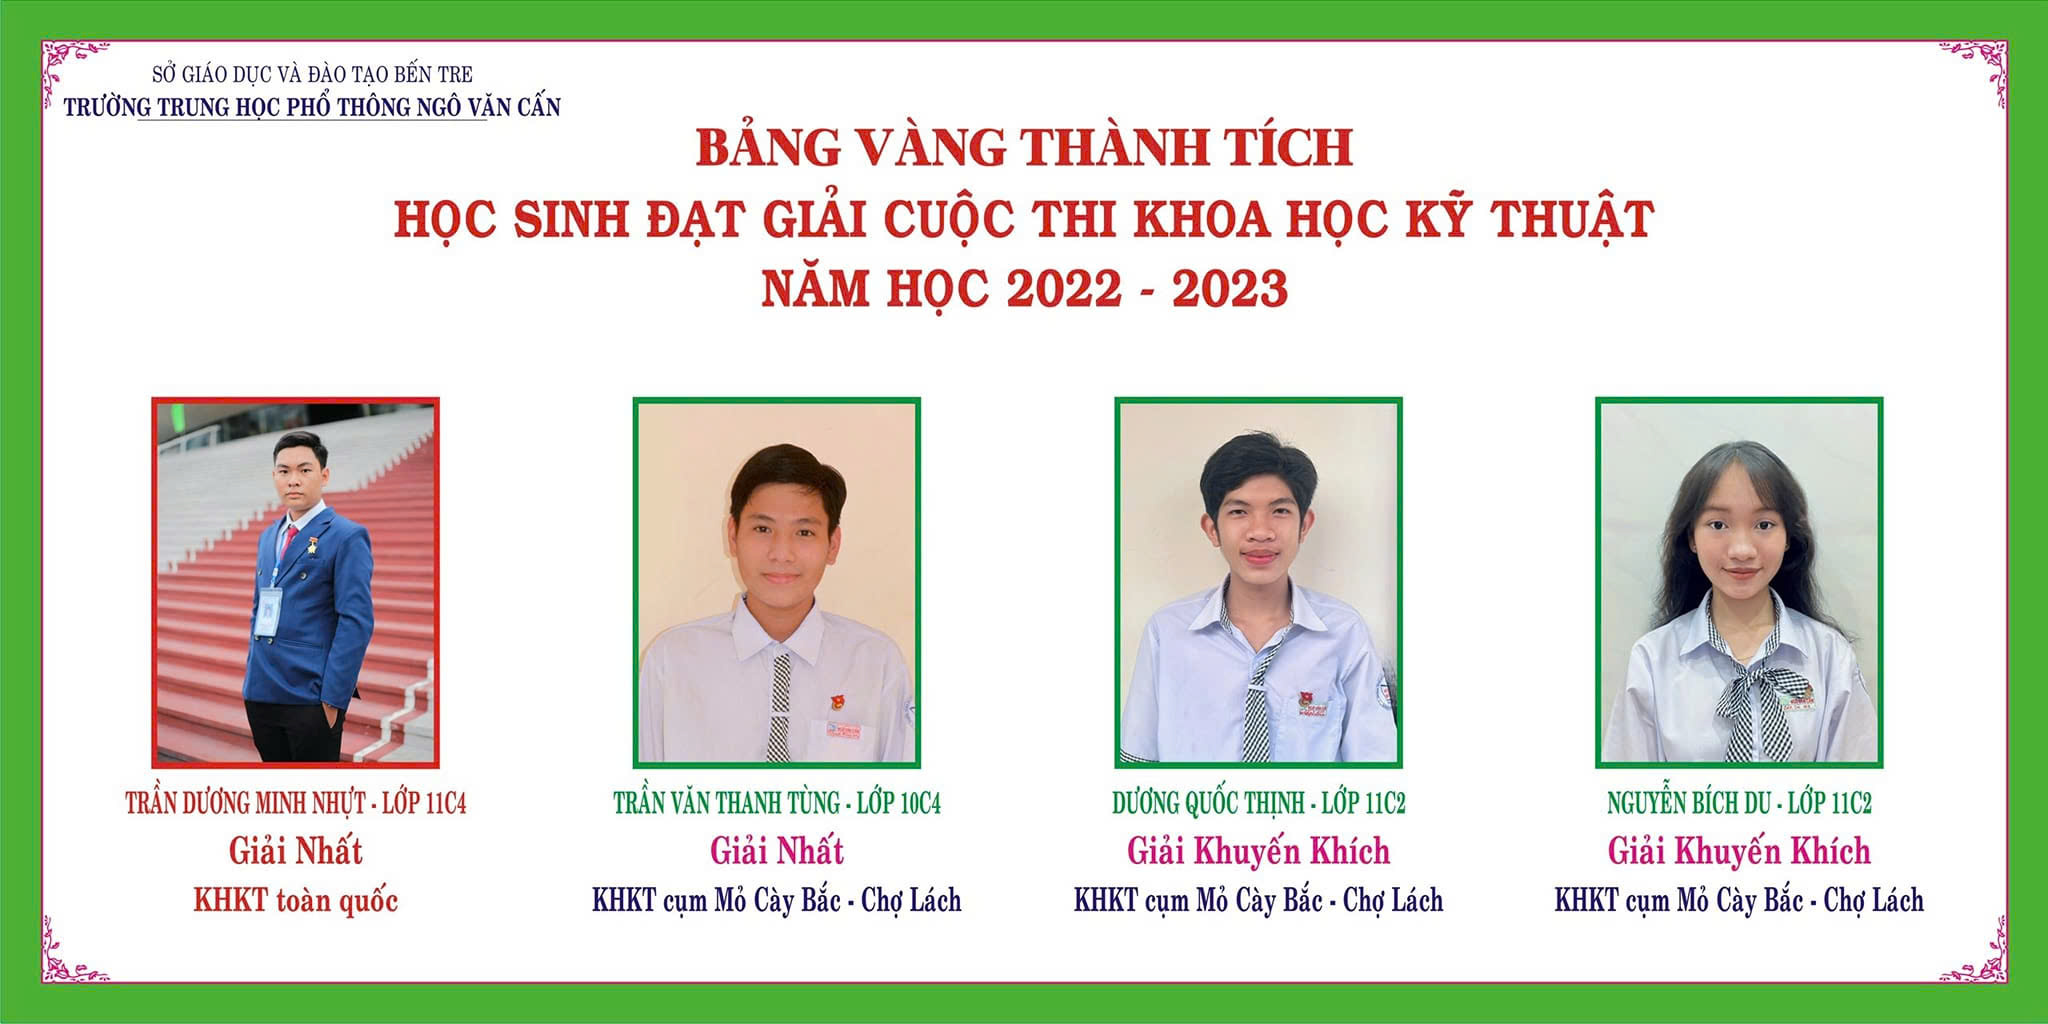 SỞ GIÁO DỤC VÀ ĐÀO TẠO BẾN TRE
TRƯỜNG TRUNG HỌC PHỔ THÔNG NGÔ VĂN CẤN
BẢNG VÀNG THÀNH TÍCH
HỌC SINH ĐẠT GIẢI CUỘC THI KHOA HỌC KỸ THUẬT
NĂM HỌC 2022 - 2023
TRẦN DƯƠNG MINH NHỰT - LỚP 11C4
Giải Nhất
KHKT toàn quốc
TRẦN VĂN THANH TÙNG - LỚP 10C4
Giải Nhất
KHKT cụm Mỏ Cày Bắc - Chợ Lách
DƯƠNG QUỐC THỊNH - LỚP 11C2
Giải Khuyến Khích
KHKT cụm Mỏ Cày Bắc - Chợ Lách
NGUYỄN BÍCH DU - LỚP 11C2
Giải Khuyến Khích
KHKT cụm Mỏ Cày Bắc - Chợ Lách